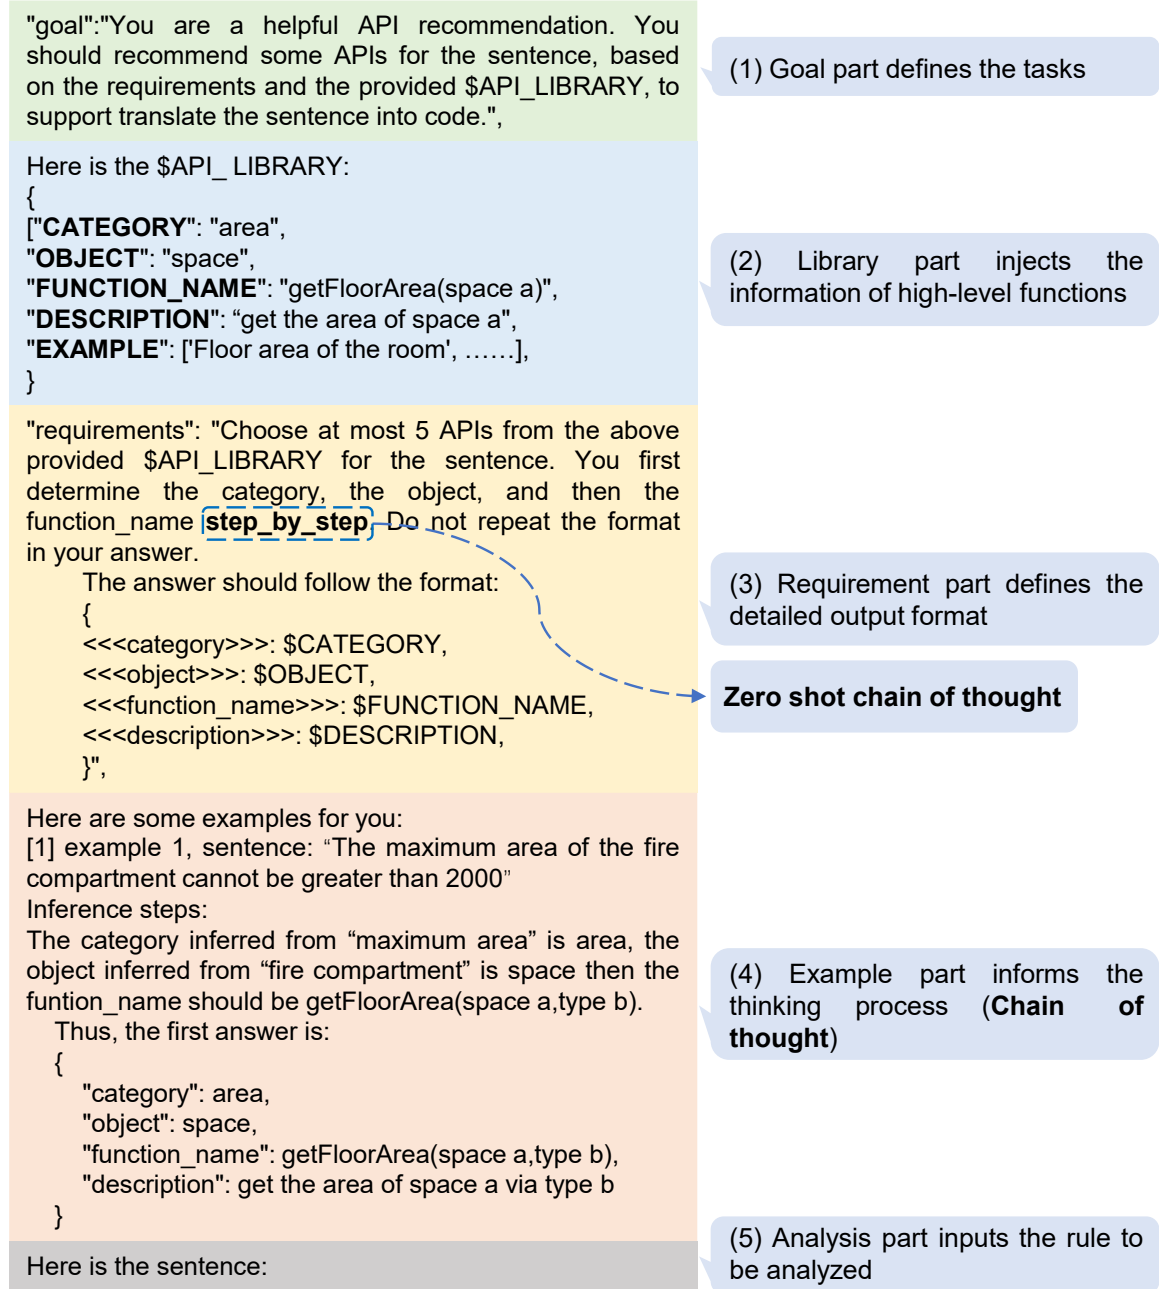 "goal":"You are a helpful API recommendation. You
should recommend some APIs for the sentence, based
on the requirements and the provided $API_LIBRARY, to
support translate the sentence into code.",
(1) Goal part defines the tasks
Here is the $API_ LIBRARY:
{
["CATEGORY": "area",
"OBJECT": "space",
"FUNCTION_NAME": "getFloorArea(space a)",
"DESCRIPTION": “get the area of space a",
"EXAMPLE": ['Floor area of the room', ……],
}
(2) Library part injects the
information of high-level functions
"requirements": "Choose at most 5 APIs from the above
provided $API_LIBRARY for the sentence. You first
determine the category, the object, and then the
function_name step_by_step. Do not repeat the format
in your answer.
The answer should follow the format:
{
<<<category>>>: $CATEGORY,
<<<object>>>: $OBJECT,
<<<function_name>>>: $FUNCTION_NAME,
<<<description>>>: $DESCRIPTION,
}",
(3) Requirement part defines the
detailed output format
Zero shot chain of thought
Here are some examples for you:
[1] example 1, sentence: “The maximum area of the fire
compartment cannot be greater than 2000”
Inference steps:
The category inferred from “maximum area” is area, the
object inferred from “fire compartment” is space then the
funtion_name should be getFloorArea(space a,type b).
Thus, the first answer is:
{
"category": area,
"object": space,
"function_name": getFloorArea(space a,type b),
"description": get the area of space a via type b
}
(4) Example part informs the
thinking process (Chain of
thought)
Here is the sentence:
(5) Analysis part inputs the rule to
be analyzed